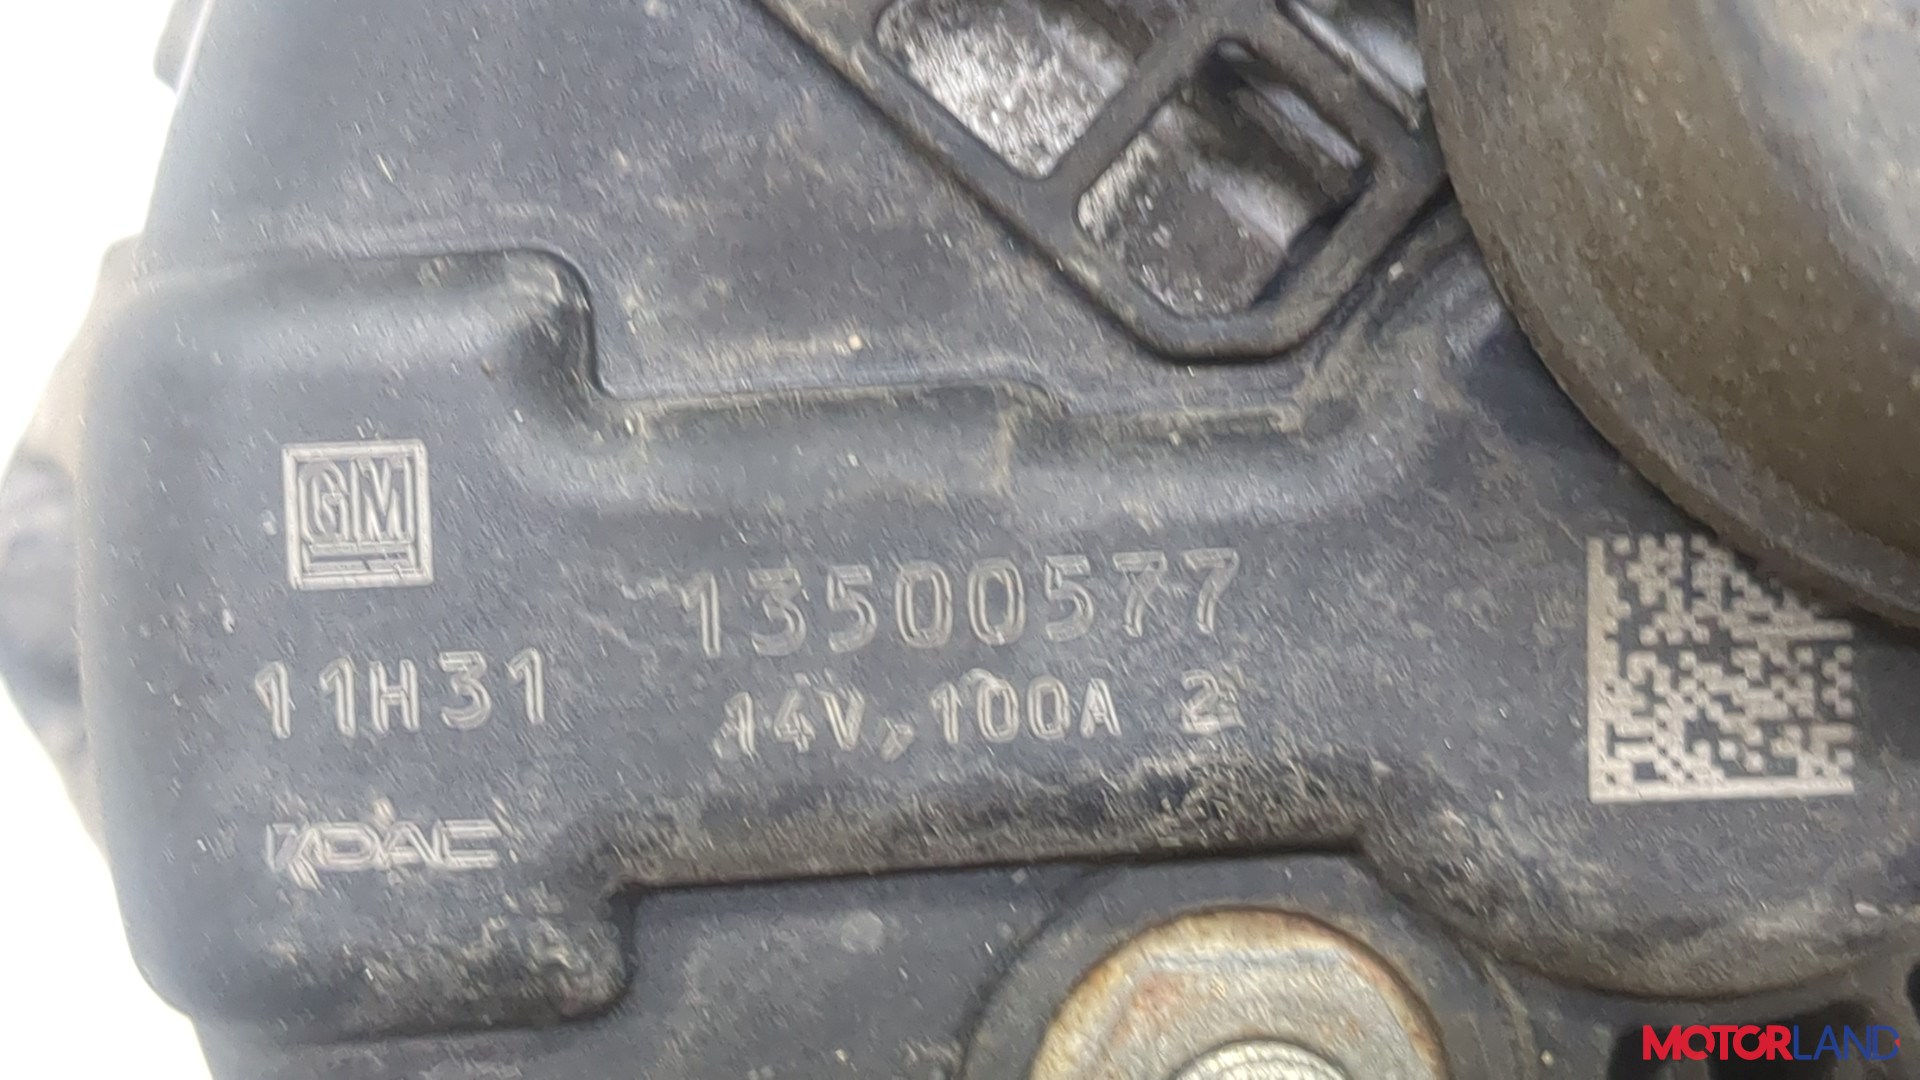 GM
13500577
11H31
14V, 100A 2
KDAC
MOTORLAND